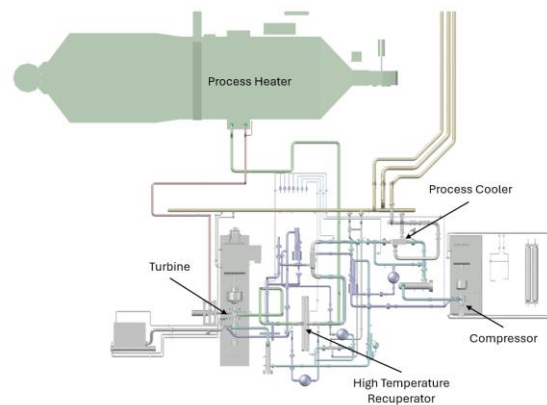 Process Heater
Process Cooler
Turbine
Compressor
High Temperature
Recuperator